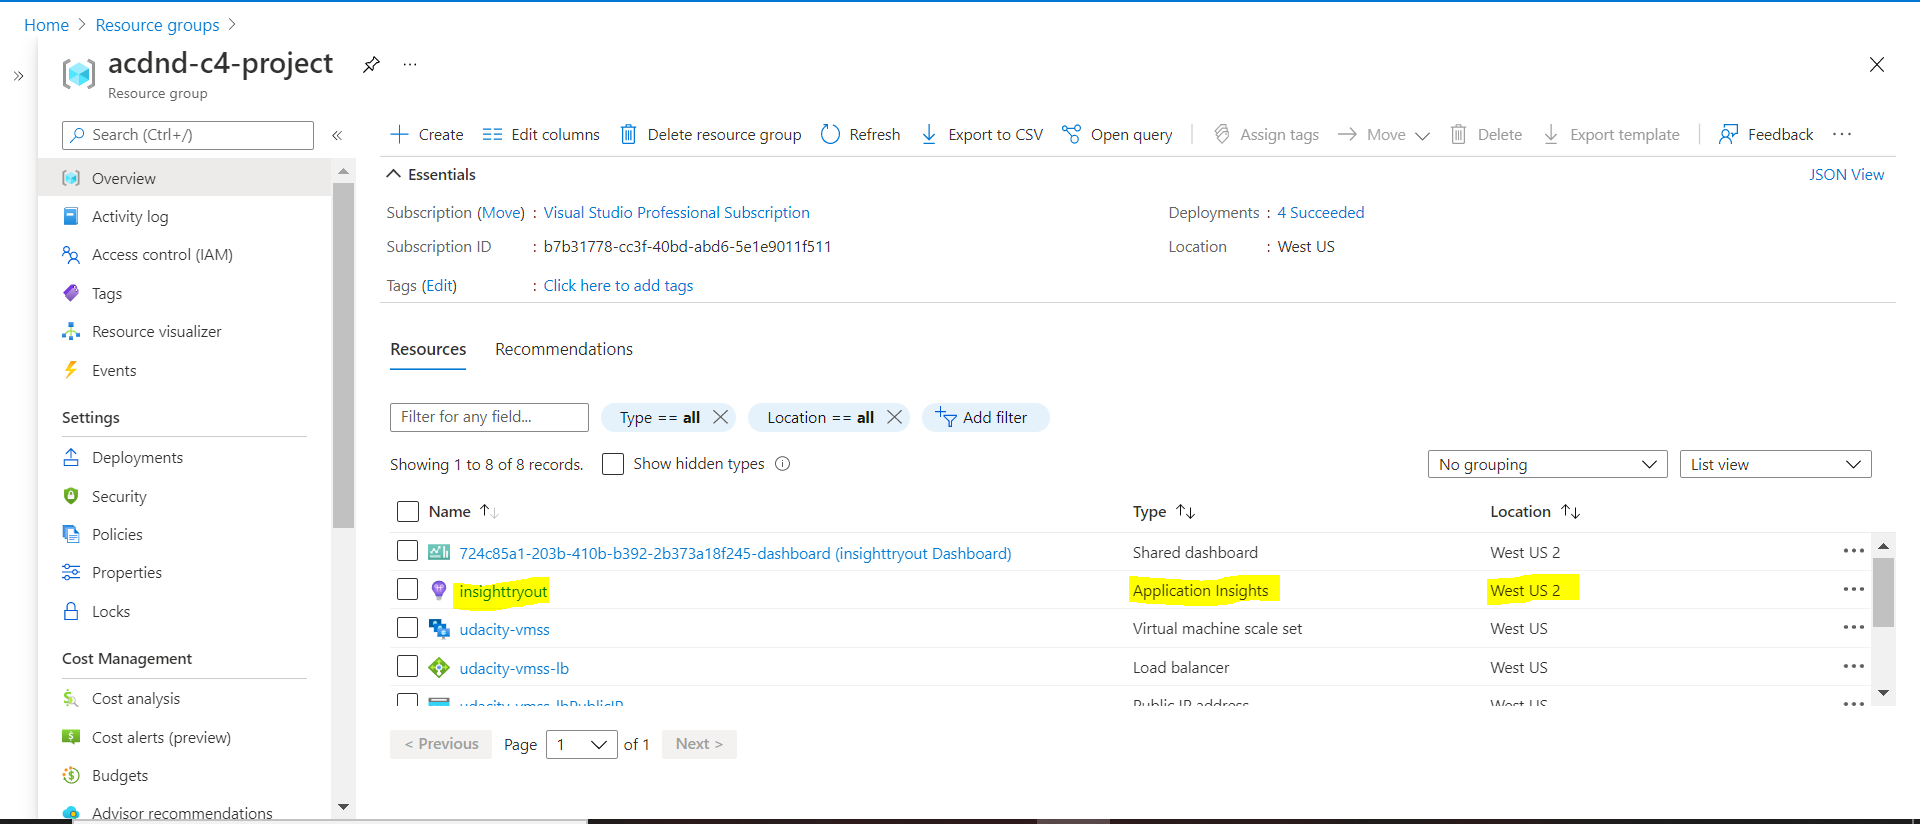 Home > Resource groups >
acdnd-c4-project
Resource group
Search (Ctrl+/)
Overview
Activity log
Access control (IAM)
Tags
Resource visualizer
Events
Settings
Deployments
Security
Policies
Properties
Locks
Cost Management
Cost analysis
Cost alerts (preview)
Budgets
Advisor recommendations
Create Edit columns Delete resource group Refresh Export to CSV Open query Assign tags Move Delete Export template Feedback
Essentials JSON View
Subscription (Move) : Visual Studio Professional Subscription Deployments : 4 Succeeded
Subscription ID : b7b31778-cc3f-40bd-abd6-5e1e9011f511 Location : West US
Tags (Edit) : Click here to add tags
Resources Recommendations
Filter for any field... Type == all Location == all Add filter
Showing 1 to 8 of 8 records. Show hidden types No grouping List view
Name Type Location
724c85a1-203b-410b-b392-2b373a18f245-dashboard (insighttryout Dashboard) Shared dashboard West US 2
insighttryout Application Insights West US 2
udacity-vmss Virtual machine scale set West US
udacity-vmss-lb Load balancer West US
udacity-vmss-lbPublicIP Public IP address West US
< Previous Page 1 of 1 Next >